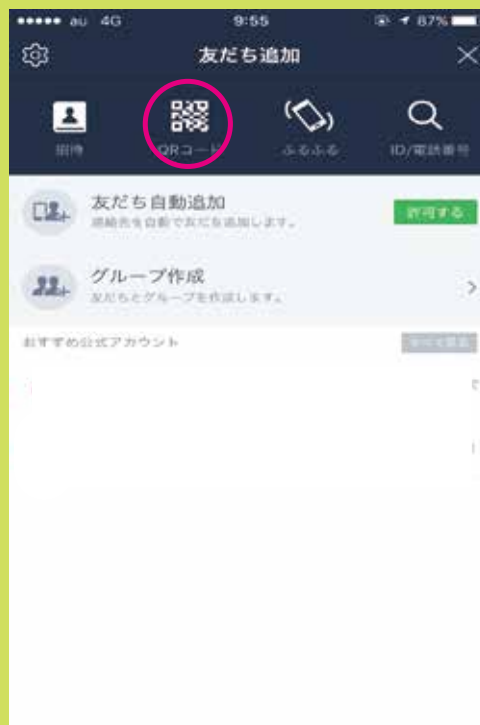 au 4G 9:55 87%
友だち追加
招待 QRコード ふるふる ID/電話番号
友だち自動追加
連絡先を自動で友だち追加します。
許可する
グループ作成
友だちとグループを作成します。
おすすめ公式アカウント